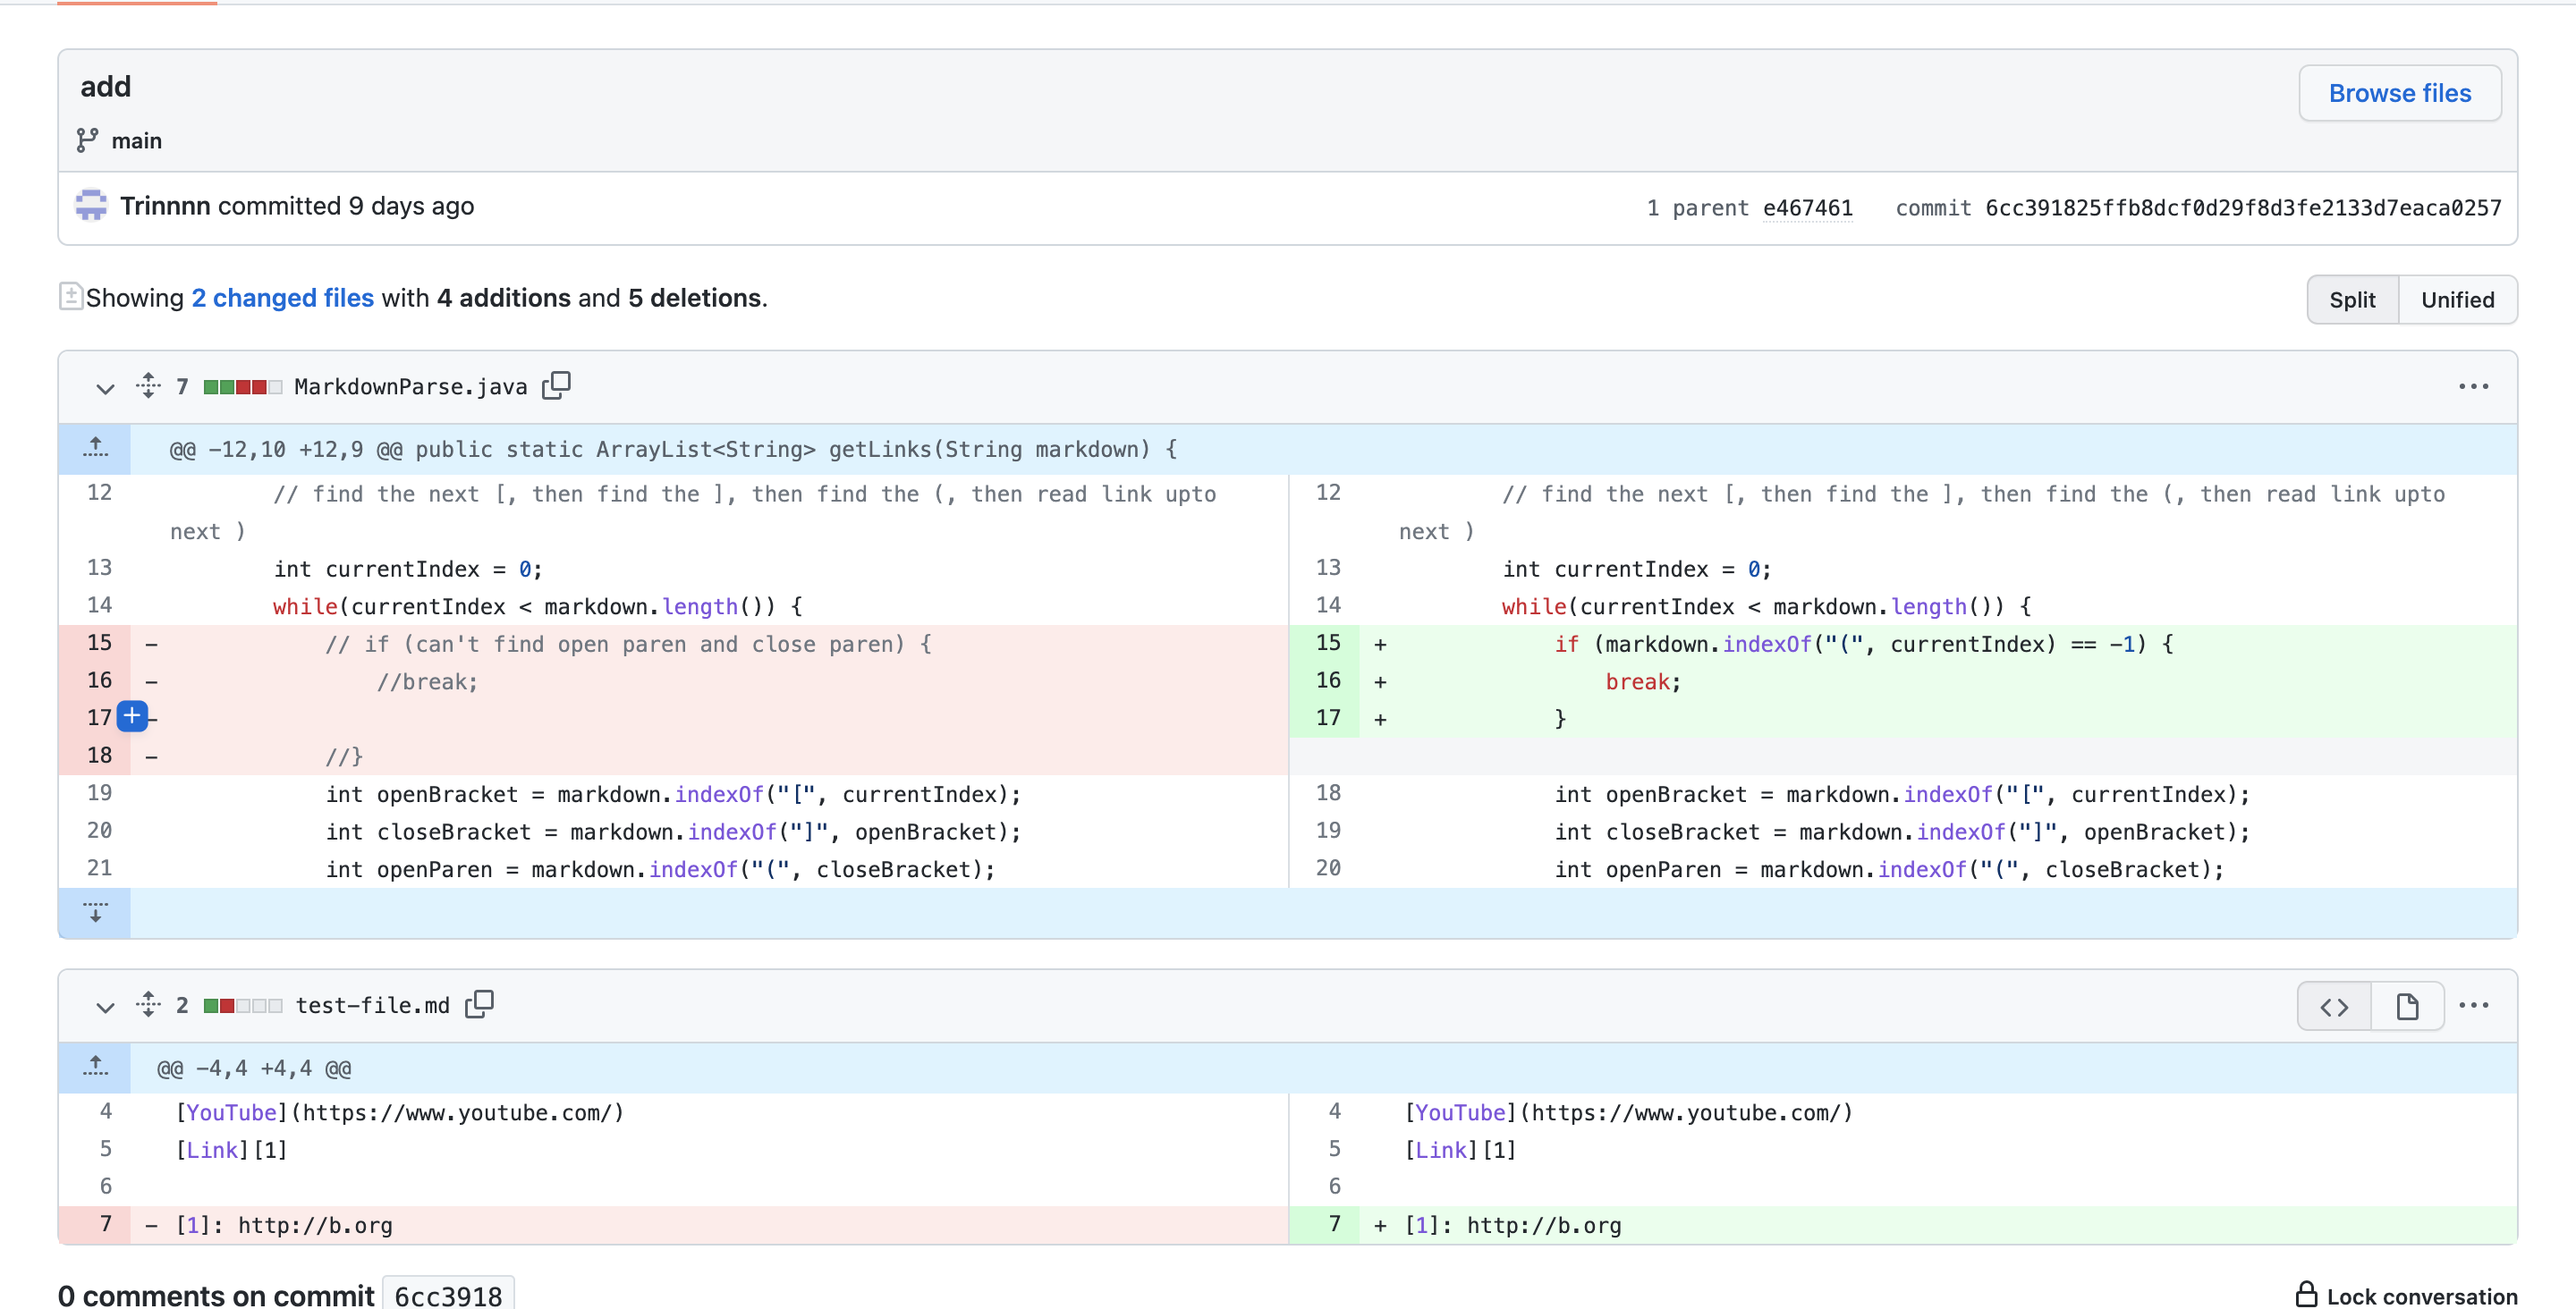 add
Browse files
main
Trinnnn committed 9 days ago
1 parent e467461 commit 6cc391825ffb8dcf0d29f8d3fe2133d7eaca0257
Showing 2 changed files with 4 additions and 5 deletions.
Split Unified
7 MarkdownParse.java
@@ -12,10 +12,9 @@ public static ArrayList<String> getLinks(String markdown) {
12 // find the next [, then find the ], then find the (, then read link upto
next )
13 int currentIndex = 0;
14 while(currentIndex < markdown.length()) {
15 - // if (can't find open paren and close paren) {
16 - //break;
17 -
18 - //}
19 int openBracket = markdown.indexOf("[", currentIndex);
20 int closeBracket = markdown.indexOf("]", openBracket);
21 int openParen = markdown.indexOf("(", closeBracket);
12 // find the next [, then find the ], then find the (, then read link upto
next )
13 int currentIndex = 0;
14 while(currentIndex < markdown.length()) {
15 + if (markdown.indexOf("(", currentIndex) == -1) {
16 + break;
17 + }
18 int openBracket = markdown.indexOf("[", currentIndex);
19 int closeBracket = markdown.indexOf("]", openBracket);
20 int openParen = markdown.indexOf("(", closeBracket);
2 test-file.md
@@ -4,4 +4,4 @@
4 [YouTube](https://www.youtube.com/)
5 [Link][1]
6
7 - [1]: http://b.org
4 [YouTube](https://www.youtube.com/)
5 [Link][1]
6
7 + [1]: http://b.org
0 comments on commit 6cc3918
Lock conversation